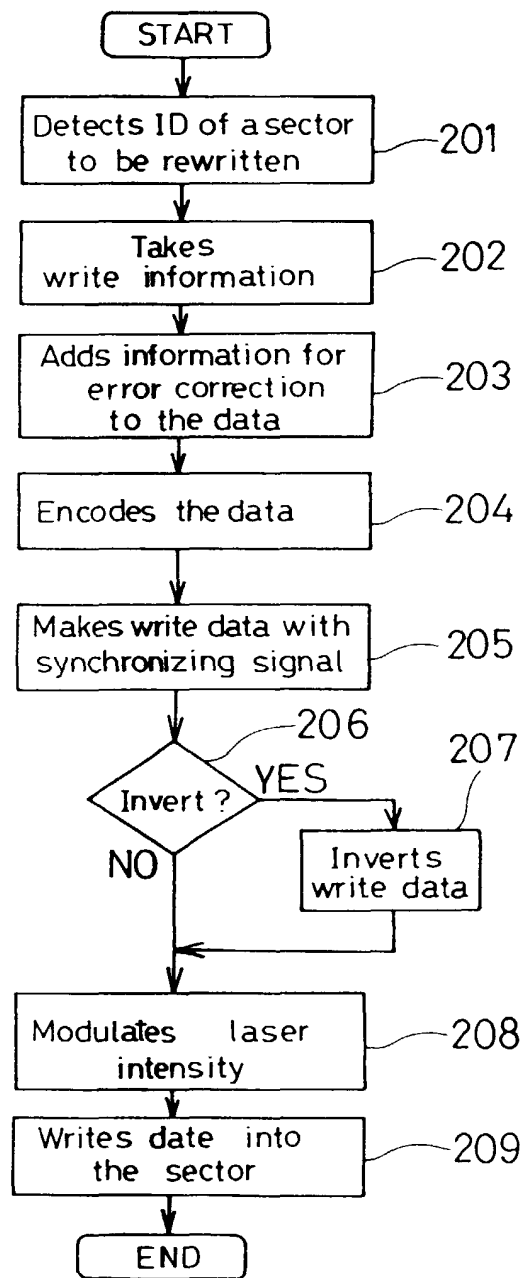 START
Detects ID of a sector
to be rewritten
201
Takes
write information
202
Adds information for
error correction
to the data
203
Encodes the data
204
Makes write data with
synchronizing signal
205
206
Invert?
YES
NO
207
Inverts
write data
Modulates laser
intensity
208
Writes date into
the sector
209
END